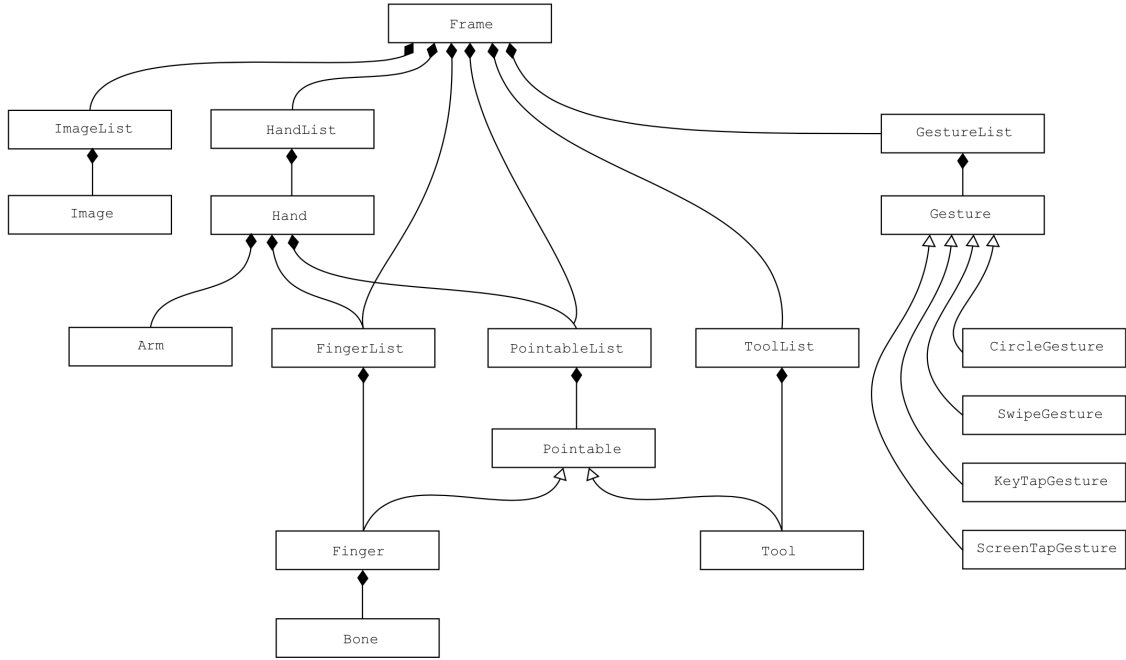 Frame
ImageList
HandList
GestureList
Image
Hand
Gesture
Arm
FingerList
PointableList
ToolList
CircleGesture
SwipeGesture
Pointable
KeyTapGesture
Finger
Tool
ScreenTapGesture
Bone